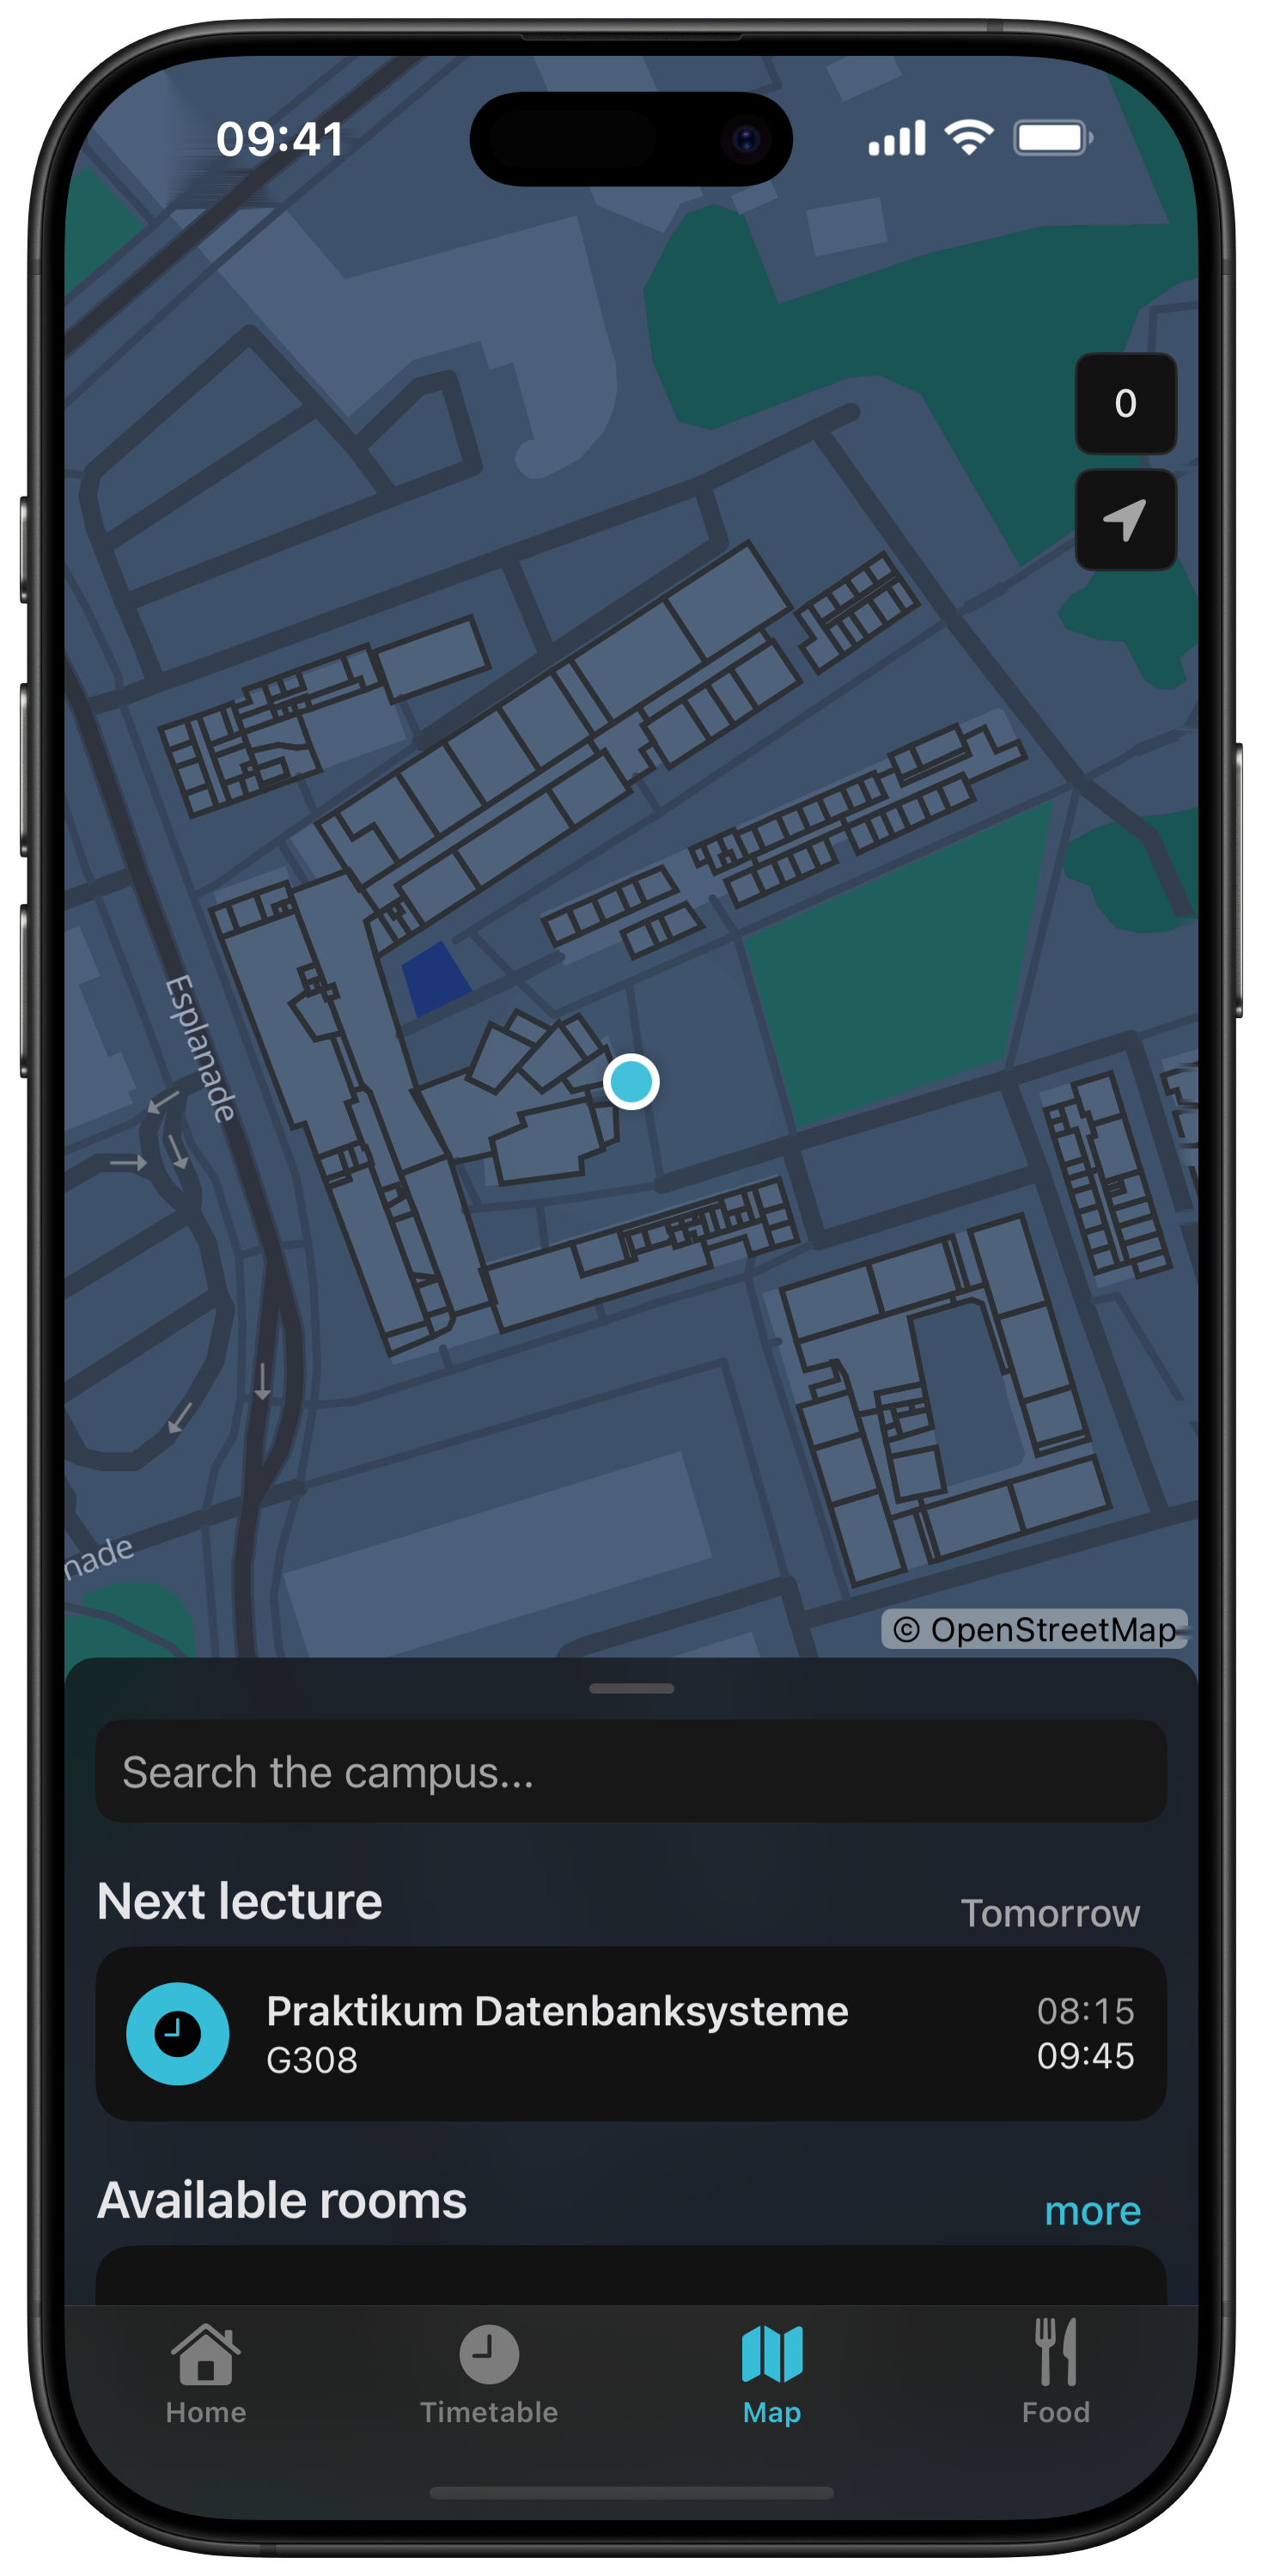 09:41
0
Esplanade
nade
© OpenStreetMap
Search the campus...
Next lecture
Tomorrow
Praktikum Datenbanksysteme
08:15
G308
09:45
Available rooms
more
Home
Timetable
Map
Food